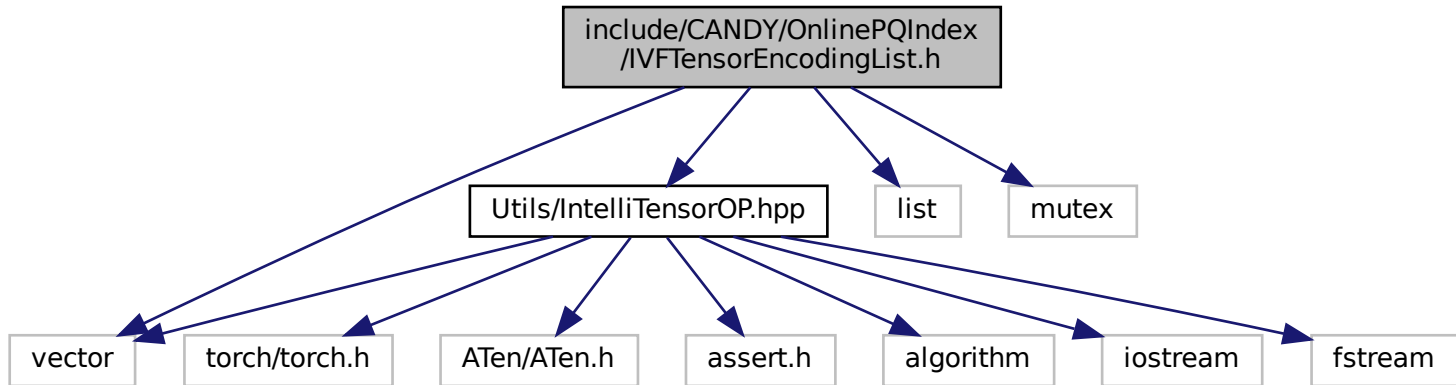 include/CANDY/OnlinePQIndex
/IVFTensorEncodingList.h
Utils/IntelliTensorOP.hpp
list
mutex
vector
torch/torch.h
ATen/ATen.h
assert.h
algorithm
iostream
fstream